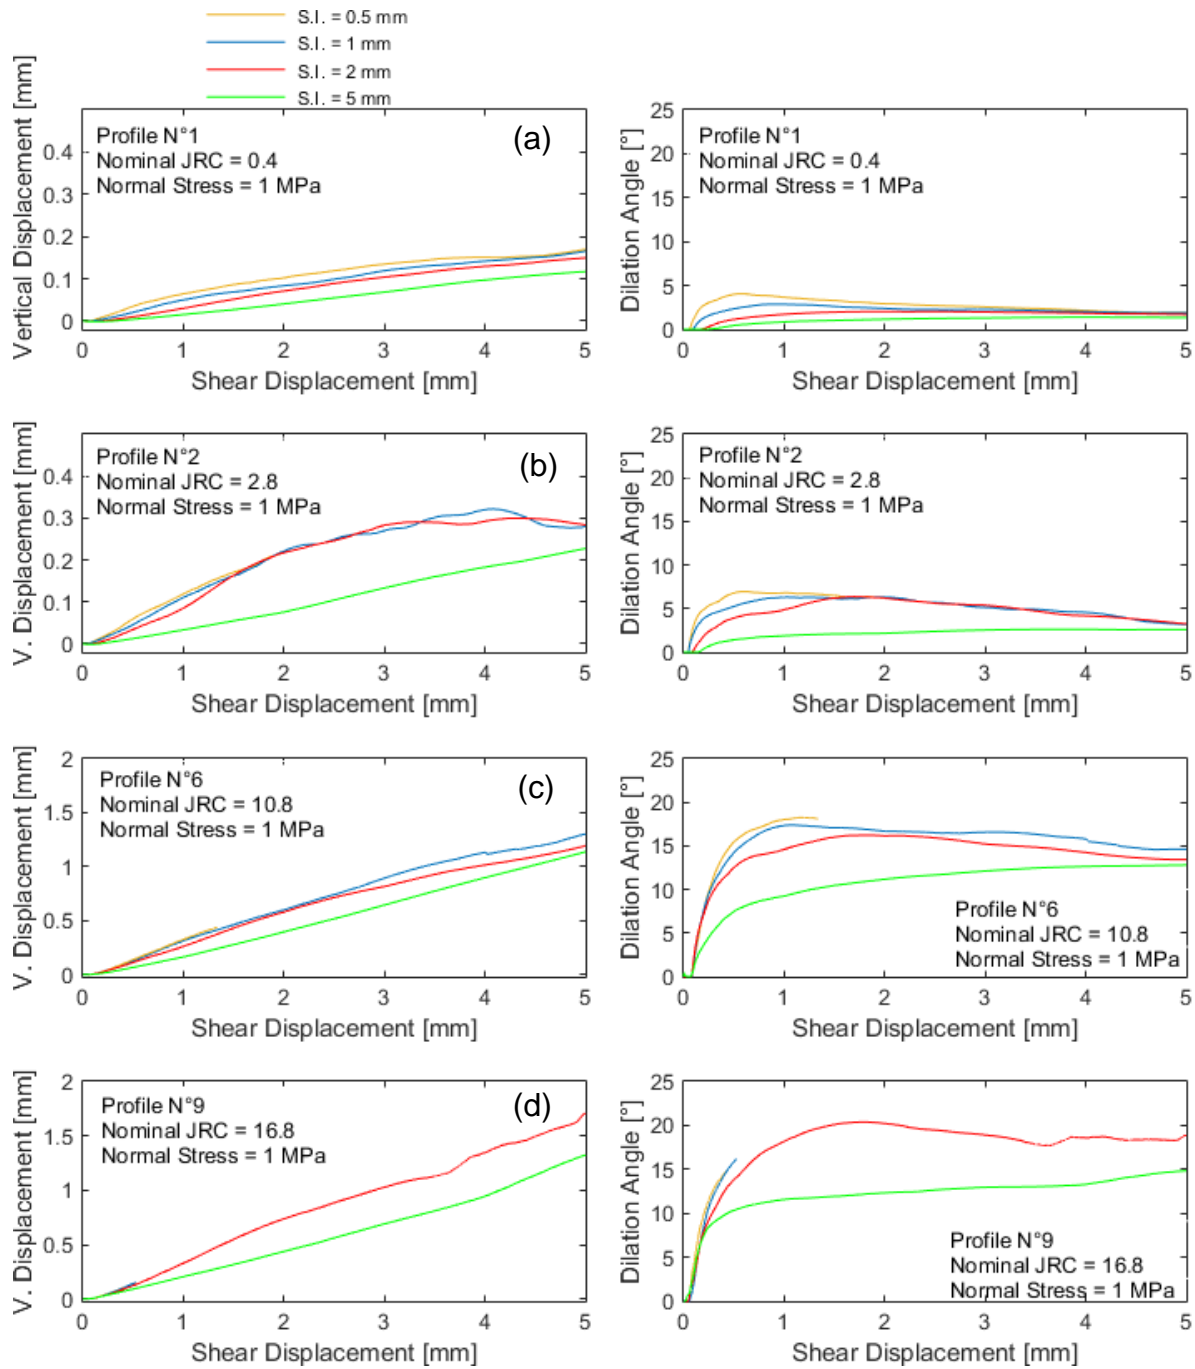 S.I. = 0.5 mm
S.I. = 1 mm
S.I. = 2 mm
S.I. = 5 mm
Vertical Displacement [mm]
0.4
0.3
0.2
0.1
0
Profile N°1
Nominal JRC = 0.4
Normal Stress = 1 MPa
(a)
0 1 2 3 4 5
Shear Displacement [mm]
Dilation Angle [°]
25
20
15
10
5
0
Profile N°1
Nominal JRC = 0.4
Normal Stress = 1 MPa
0 1 2 3 4 5
Shear Displacement [mm]
V. Displacement [mm]
0.4
0.3
0.2
0.1
0
Profile N°2
Nominal JRC = 2.8
Normal Stress = 1 MPa
(b)
0 1 2 3 4 5
Shear Displacement [mm]
Dilation Angle [°]
25
20
15
10
5
0
Profile N°2
Nominal JRC = 2.8
Normal Stress = 1 MPa
0 1 2 3 4 5
Shear Displacement [mm]
V. Displacement [mm]
2
1.5
1
0.5
0
Profile N°6
Nominal JRC = 10.8
Normal Stress = 1 MPa
(c)
0 1 2 3 4 5
Shear Displacement [mm]
Dilation Angle [°]
25
20
15
10
5
0
Profile N°6
Nominal JRC = 10.8
Normal Stress = 1 MPa
0 1 2 3 4 5
Shear Displacement [mm]
V. Displacement [mm]
2
1.5
1
0.5
0
Profile N°9
Nominal JRC = 16.8
Normal Stress = 1 MPa
(d)
0 1 2 3 4 5
Shear Displacement [mm]
Dilation Angle [°]
25
20
15
10
5
0
Profile N°9
Nominal JRC = 16.8
Normal Stress = 1 MPa
0 1 2 3 4 5
Shear Displacement [mm]